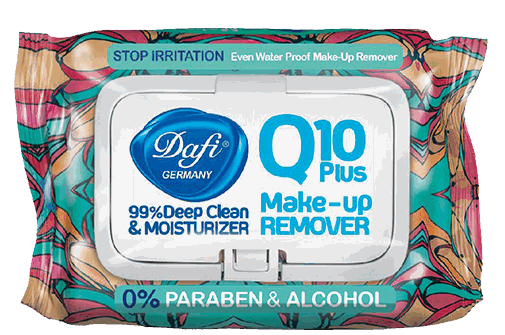 STOP IRRITATION Even Water Proof Make-Up Remover
Dafi®
GERMANY
99%Deep Clean
& MOISTURIZER
Q10
Plus
Make-up
REMOVER
0% PARABEN & ALCOHOL